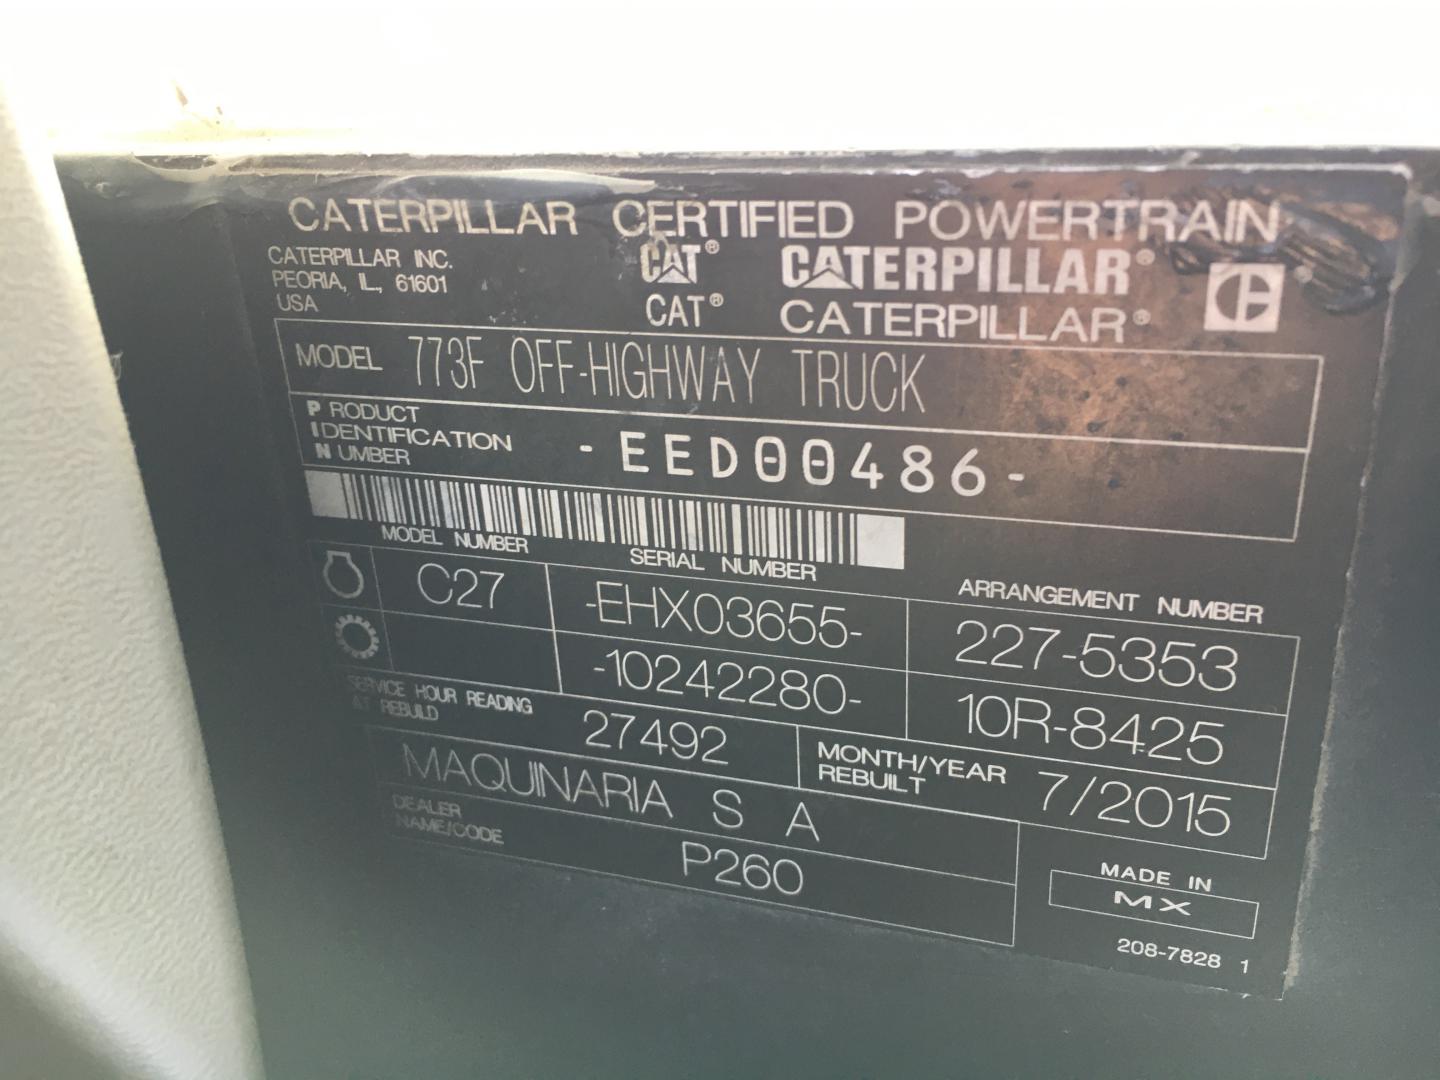 CATERPILLAR CERTIFIED POWERTRAIN
CATERPILLAR INC.
PEORIA, IL, 61601
USA
CAT® CATERPILLAR®
CAT® CATERPILLAR®
MODEL 773F OFF-HIGHWAY TRUCK
PRODUCT
IDENTIFICATION
NUMBER
-EED00486-
MODEL NUMBER SERIAL NUMBER ARRANGEMENT NUMBER
C27 -EHX03655- 227-5353
-10242280- 10R-8425
SERVICE HOUR READING
AT REBUILD
27492
MONTH/YEAR
REBUILT
7/2015
MAQUINARIA S A
DEALER
NAME/CODE
P260
MADE IN
MX
208-7828 1